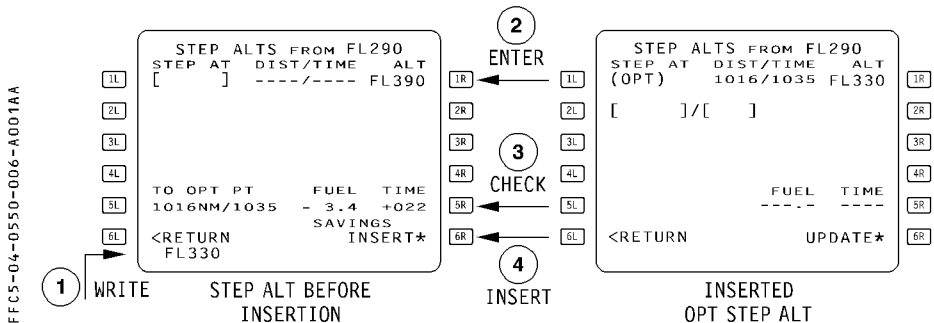 FFC5-04-0550-006-A001AA
STEP ALTS FROM FL290
STEP AT DIST/TIME ALT
[ ] ----/---- FL390
TO OPT PT FUEL TIME
1016NM/1035 - 3.4 +022
SAVINGS
<RETURN INSERT*
FL330
1L
2L
3L
4L
5L
6L
1R
2R
3R
4R
5R
6R
1 WRITE
STEP ALT BEFORE
INSERTION
2
ENTER
3
CHECK
4
INSERT
1L
2L
3L
4L
5L
6L
STEP ALTS FROM FL290
STEP AT DIST/TIME ALT
(OPT) 1016/1035 FL330
[ ]/[ ]
FUEL TIME
---.- ----
<RETURN UPDATE*
1R
2R
3R
4R
5R
6R
INSERTED
OPT STEP ALT